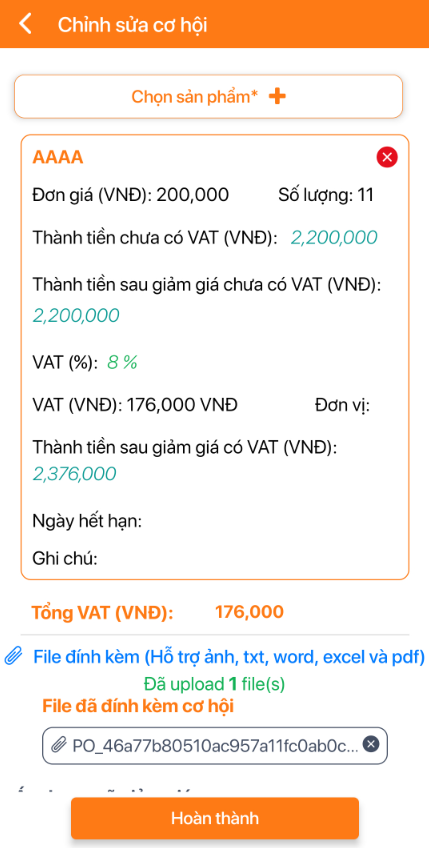 Chỉnh sửa cơ hội
Chọn sản phẩm*
AAAA
Đơn giá (VNĐ): 200,000 Số lượng: 11
Thành tiền chưa có VAT (VNĐ): 2,200,000
Thành tiền sau giảm giá chưa có VAT (VNĐ):
2,200,000
VAT (%): 8 %
VAT (VNĐ): 176,000 VNĐ Đơn vị:
Thành tiền sau giảm giá có VAT (VNĐ):
2,376,000
Ngày hết hạn:
Ghi chú:
Tổng VAT (VNĐ): 176,000
File đính kèm (Hỗ trợ ảnh, txt, word, excel và pdf)
Đã upload 1 file(s)
File đã đính kèm cơ hội
PO_46a77b80510ac957a11fc0ab0c...
Hoàn thành